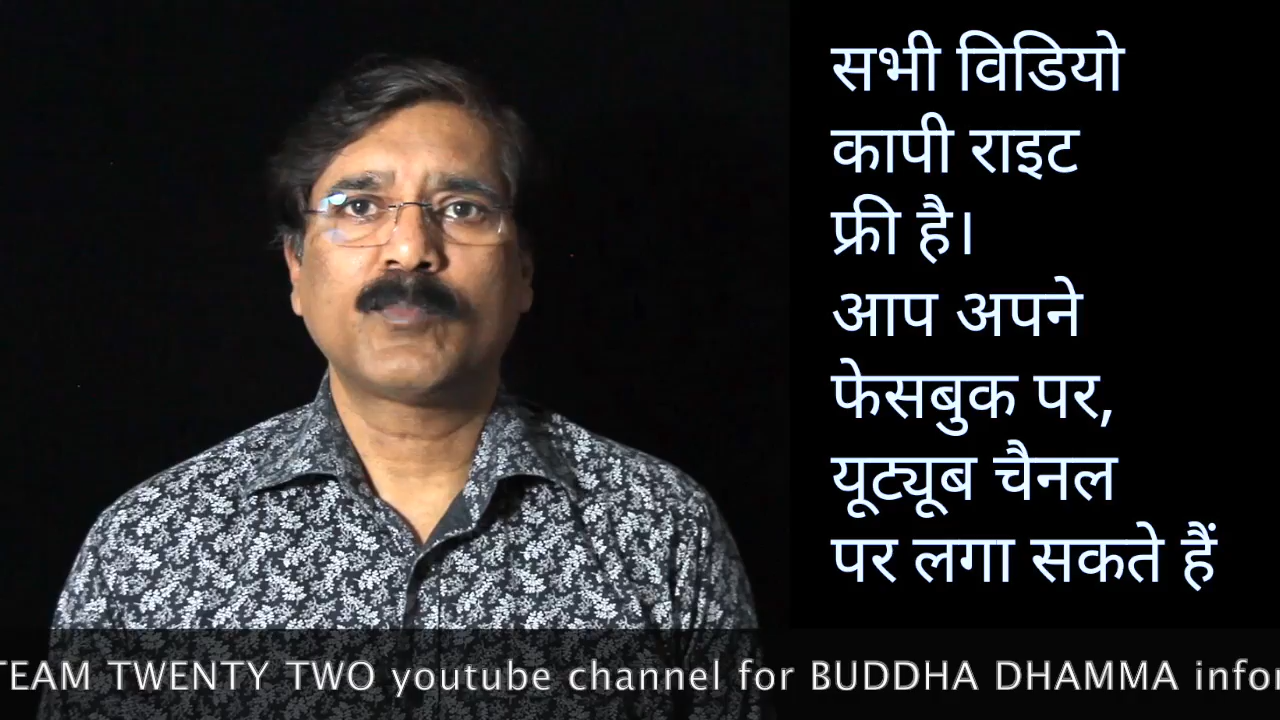 सभी विडियो
कापी राइट
फ्री है।
आप अपने
फेसबुक पर,
यूट्यूब चैनल
पर लगा सकते हैं
TEAM TWENTY TWO youtube channel for BUDDHA DHAMMA